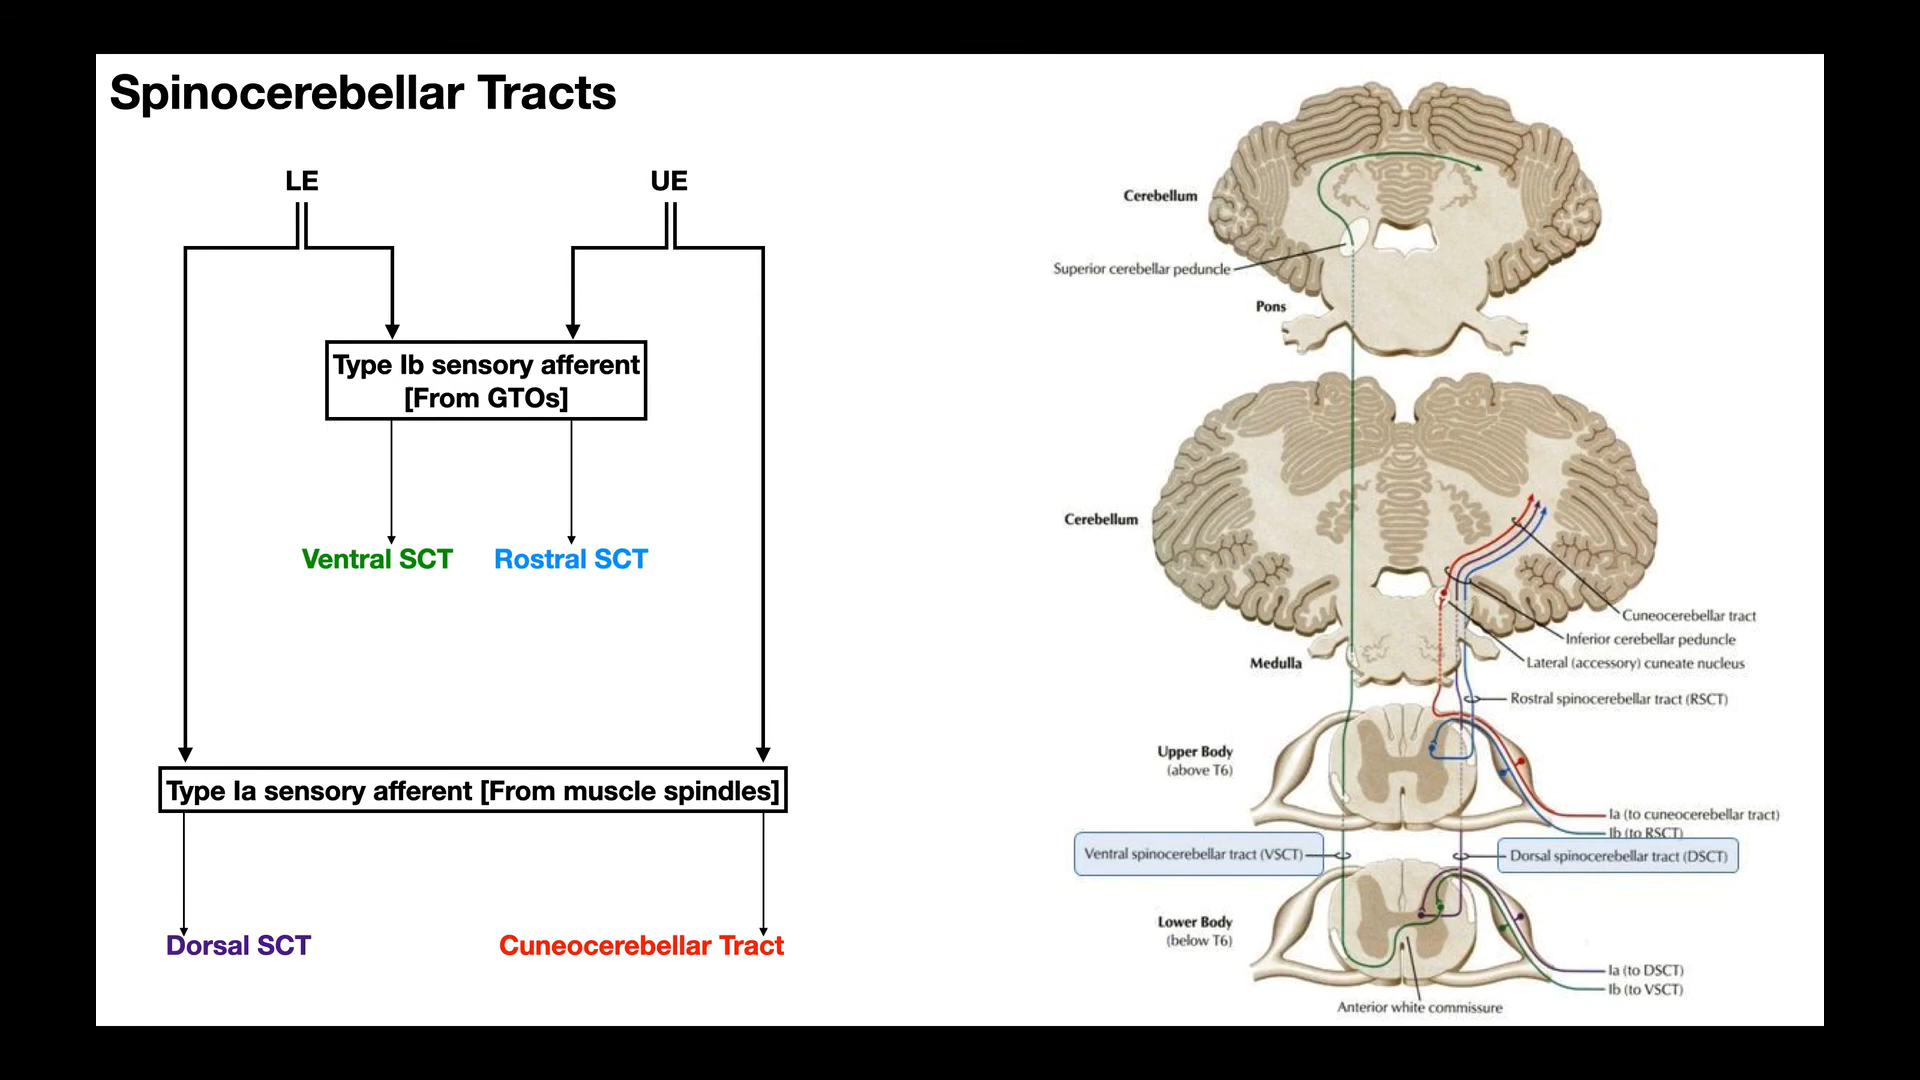 Spinocerebellar Tracts
LE
UE
Type Ib sensory afferent
[From GTOs]
Ventral SCT
Rostral SCT
Type Ia sensory afferent [From muscle spindles]
Dorsal SCT
Cuneocerebellar Tract
Cerebellum
Superior cerebellar peduncle
Pons
Cerebellum
Cuneocerebellar tract
Inferior cerebellar peduncle
Lateral (accessory) cuneate nucleus
Medulla
Rostral spinocerebellar tract (RSCT)
Upper Body
(above T6)
Ia (to cuneocerebellar tract)
Ib (to RSCT)
Ventral spinocerebellar tract (VSCT)
Dorsal spinocerebellar tract (DSCT)
Lower Body
(below T6)
Ia (to DSCT)
Ib (to VSCT)
Anterior white commissure